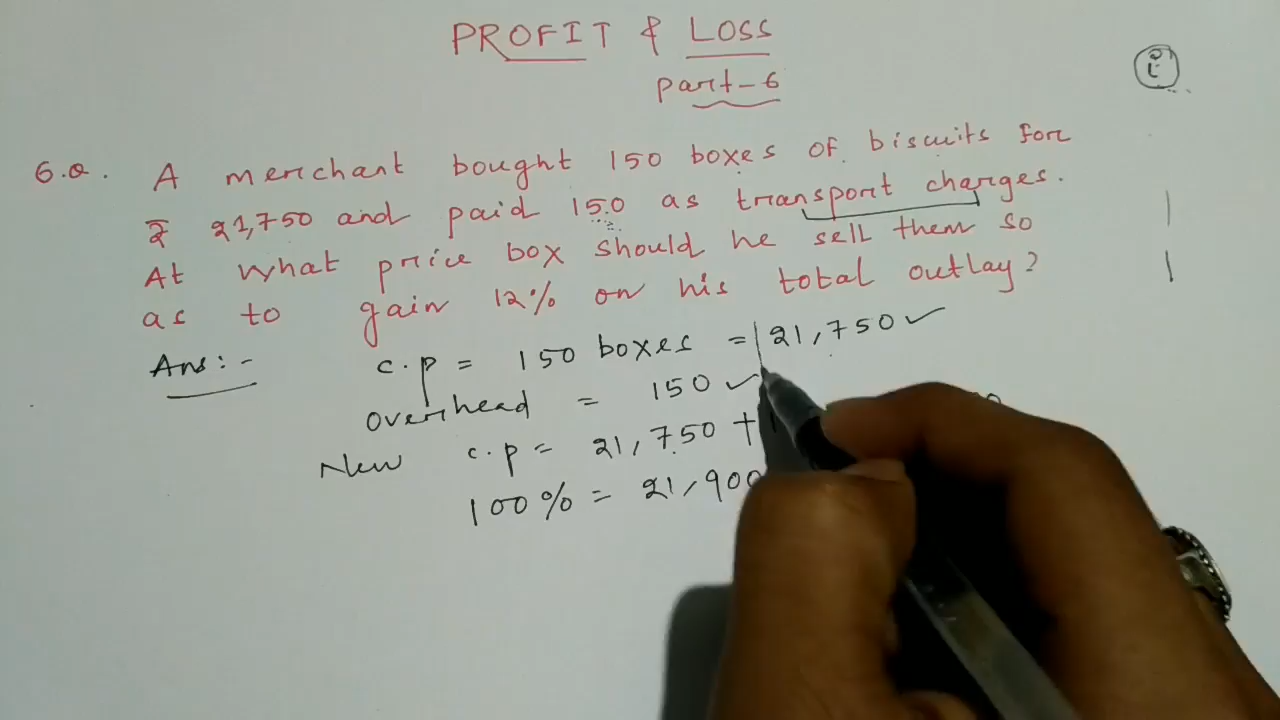 PROFIT & LOSS
Part-6
6.Q. A merchant bought 150 boxes of biscuits for
₹ 21,750 and paid 150 as transport charges.
At what price box should he sell them so
as to gain 12% on his total outlay?
Ans:- C.P = 150 boxes = 21,750 ✓
Overhead = 150 ✓
New C.P = 21,750 +
100% = 21,900